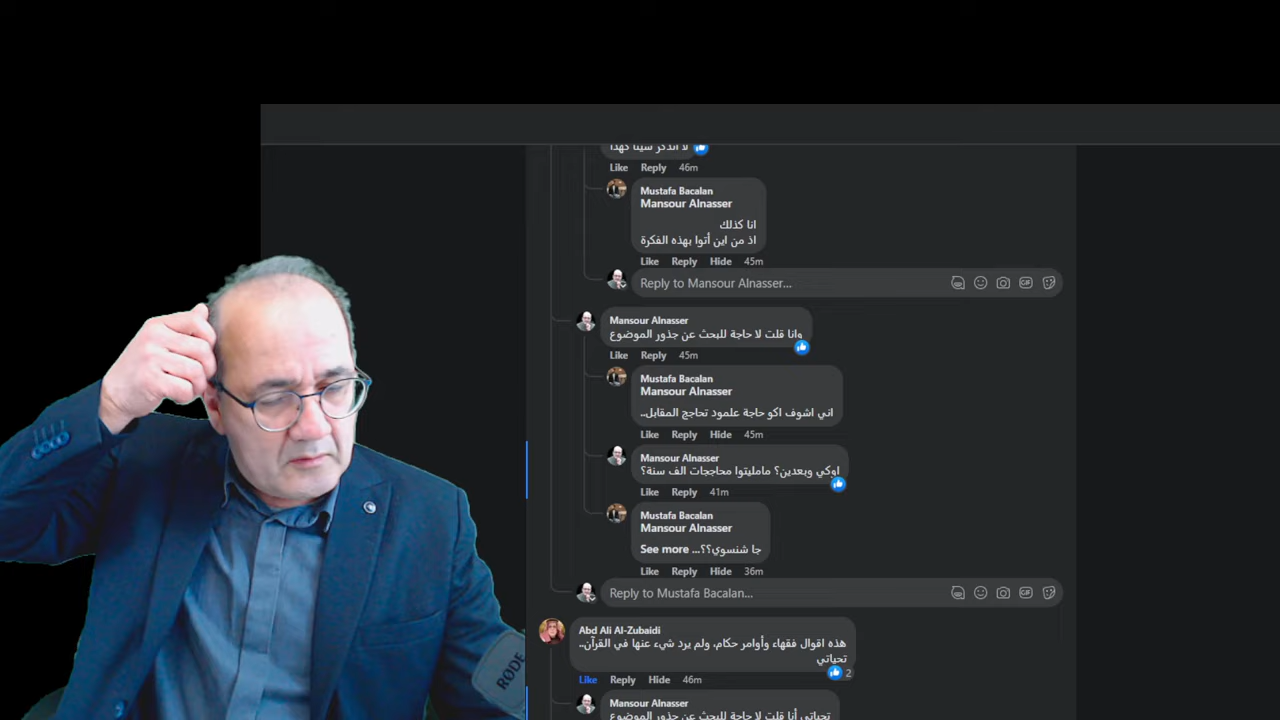 لا اتذكر شيئا كهذا
Like Reply 46m
Mustafa Bacalan
Mansour Alnasser
انا كذلك
اذ من اين أتوا بهذه الفكرة
Like Reply Hide 45m
Reply to Mansour Alnasser...
Mansour Alnasser
وانا قلت لا حاجة للبحث عن جذور الموضوع
Like Reply 45m
Mustafa Bacalan
Mansour Alnasser
اني اشوف اكو حاجة علمود تحاجج المقابل..
Like Reply Hide 45m
Mansour Alnasser
اوكي وبعدين؟ مامليتوا محاججات الف سنة؟
Like Reply 41m
Mustafa Bacalan
Mansour Alnasser
جا شنسوي؟؟... See more
Like Reply Hide 36m
Reply to Mustafa Bacalan...
Abd Ali Al-Zubaidi
هذه اقوال فقهاء وأوامر حكام، ولم يرد شيء عنها في القرآن..
تحياتي
2
Like Reply Hide 46m
Mansour Alnasser
تحياتي أنا قلت لا حاجة للبحث عن جذور الموضوع
RØDE